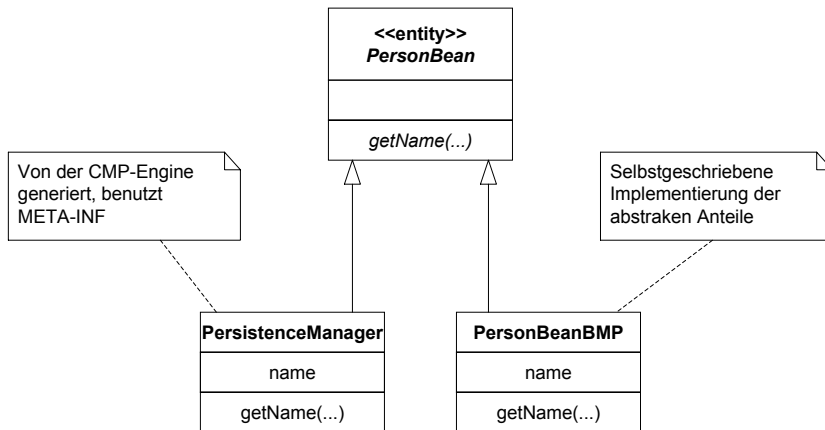 <<entity>>
PersonBean
getName(...)
Von der CMP-Engine
generiert, benutzt
META-INF
Selbstgeschriebene
Implementierung der
abstraken Anteile
PersistenceManager
name
getName(...)
PersonBeanBMP
name
getName(...)